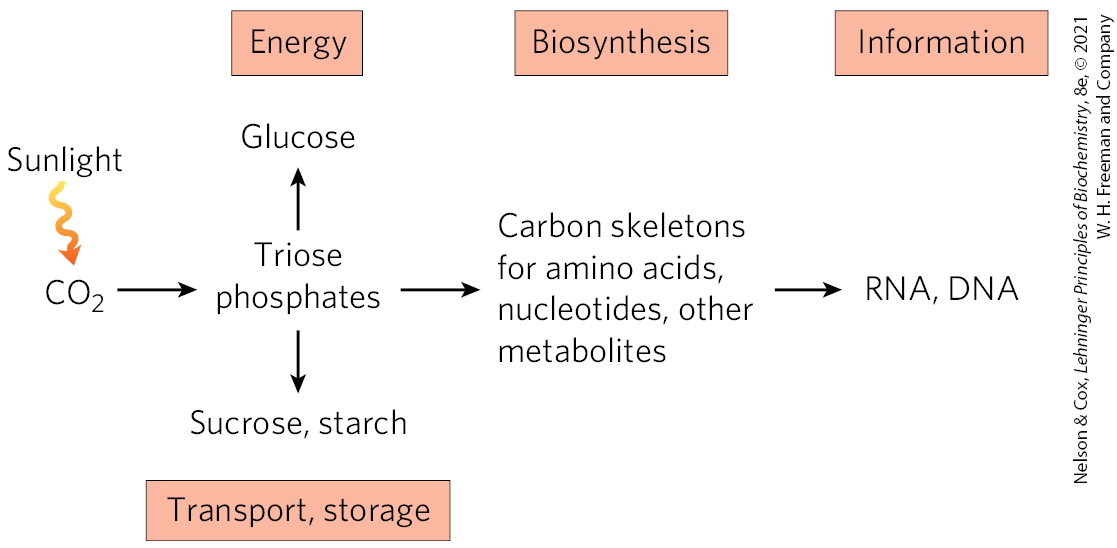 Energy
Biosynthesis
Information
Glucose
Sunlight
CO₂
Triose
phosphates
Carbon skeletons
for amino acids,
nucleotides, other
metabolites
RNA, DNA
Sucrose, starch
Transport, storage
Nelson & Cox, Lehninger Principles of Biochemistry, 8e, © 2021
W. H. Freeman and Company